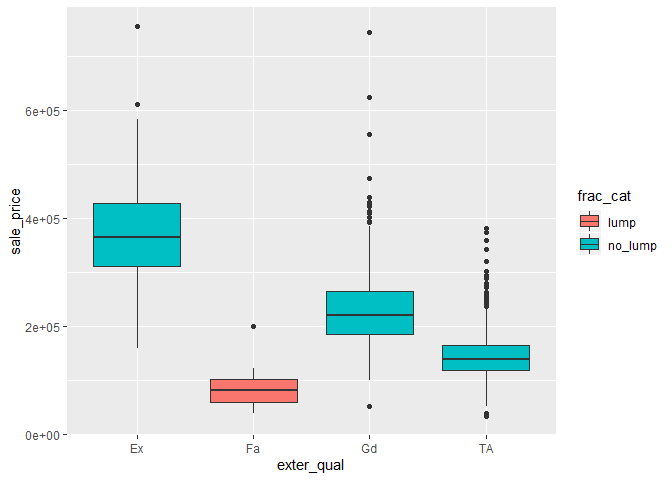 sale_price
6e+05
4e+05
2e+05
0e+00
Ex Fa Gd TA
exter_qual
frac_cat
lump
no_lump